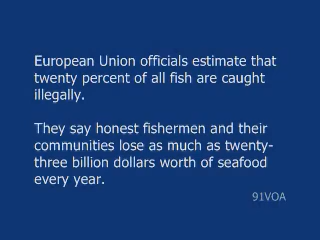 European Union officials estimate that
twenty percent of all fish are caught
illegally.
They say honest fishermen and their
communities lose as much as twenty-
three billion dollars worth of seafood
every year.
91VOA